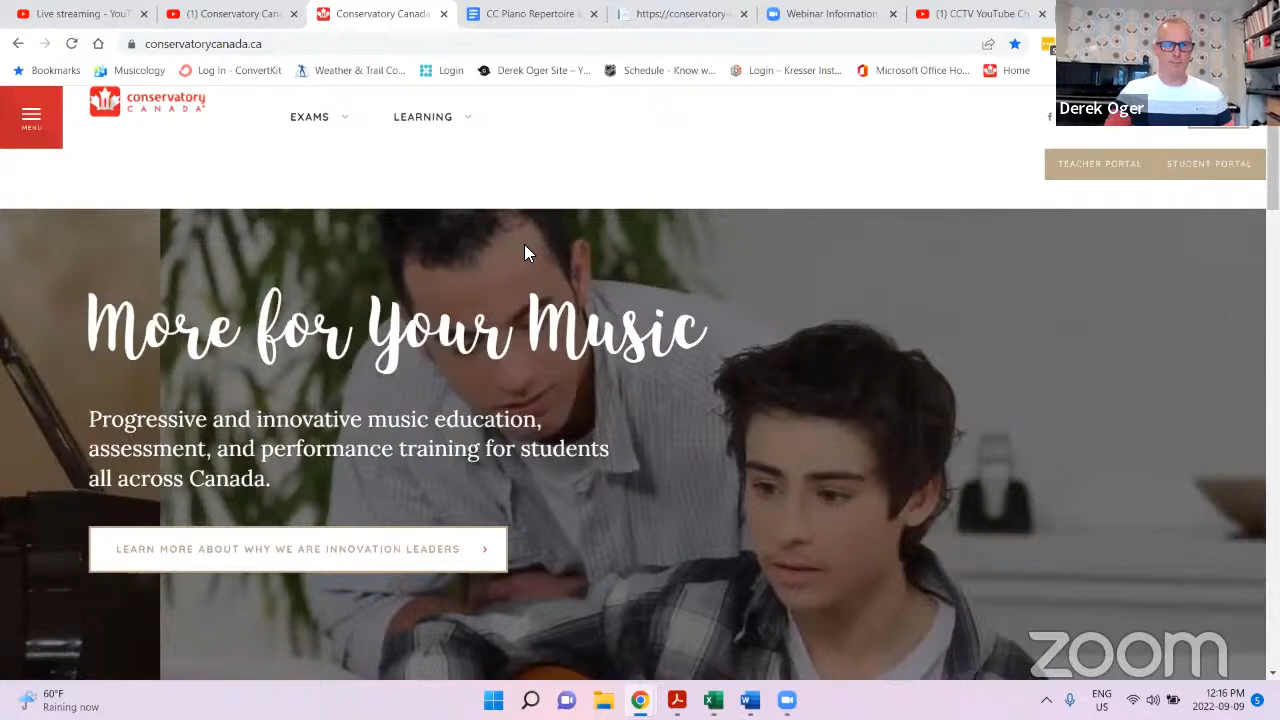 Live streaming - YouT
Conservatory Can
Conservatory Canada
CC Piano Repertoire L
https://conservatory
Webinar Information
(1) CCTV YouTube C
conservatorycanada.ca
Bookmarks
Musicology
Log In - ConvertKit
Weather & Trail Co...
Login
Derek Oger Site – Y...
Schedule - Know w...
Login – Kresser Inst...
Microsoft Office Ho...
Home
Derek Oger
MENU
conservatory
CANADA
EXAMS
LEARNING
TEACHER PORTAL
STUDENT PORTAL
More for Your Music
Progressive and innovative music education,
assessment, and performance training for students
all across Canada.
LEARN MORE ABOUT WHY WE ARE INNOVATION LEADERS
zoom
60°F
Raining now
ENG
US
12:16 PM
2022-09-09
5